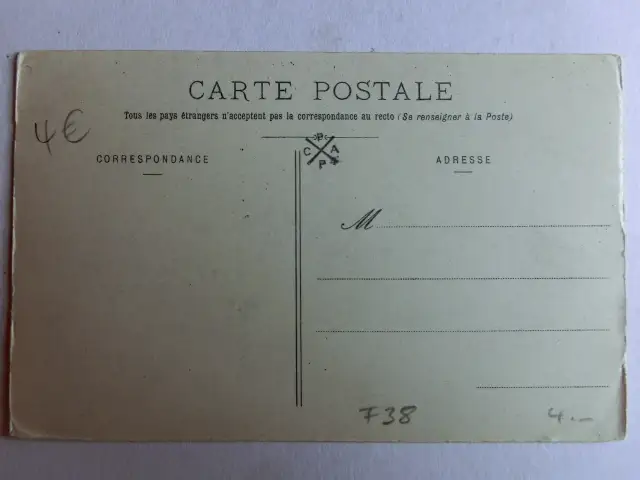 CARTE POSTALE
Tous les pays étrangers n'acceptent pas la correspondance au recto (Se renseigner à la Poste)
4€
P
C A
P
CORRESPONDANCE
ADRESSE
M
F38
4.-